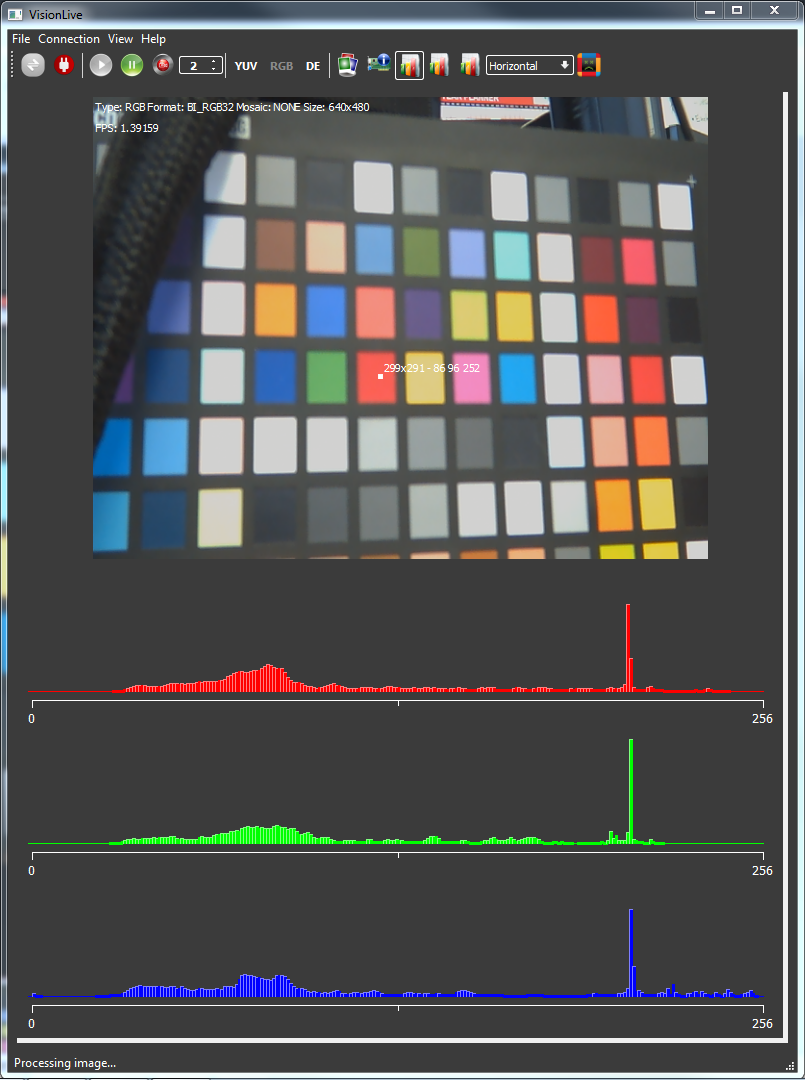 VisionLive
File Connection View Help
2 YUV RGB DE Horizontal
Type: RGB Format: BI_RGB32 Mosaic: NONE Size: 640x480
FPS: 1.39159
299x291 - 86 96 252
0 256
0 256
0 256
Processing image...